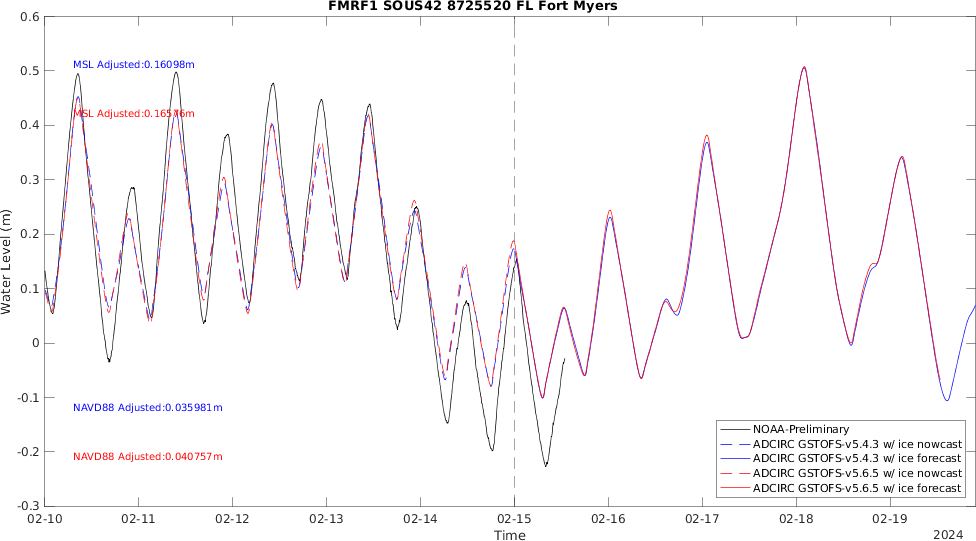 FMRF1 SOUS42 8725520 FL Fort Myers
0.6
0.5
0.4
0.3
0.2
0.1
0
-0.1
-0.2
-0.3
Water Level (m)
MSL Adjusted:0.16098m
MSL Adjusted:0.16576m
NAVD88 Adjusted:0.035981m
NAVD88 Adjusted:0.040757m
NOAA-Preliminary
ADCIRC GSTOFS-v5.4.3 w/ ice nowcast
ADCIRC GSTOFS-v5.4.3 w/ ice forecast
ADCIRC GSTOFS-v5.6.5 w/ ice nowcast
ADCIRC GSTOFS-v5.6.5 w/ ice forecast
02-10 02-11 02-12 02-13 02-14 02-15 02-16 02-17 02-18 02-19
Time
2024